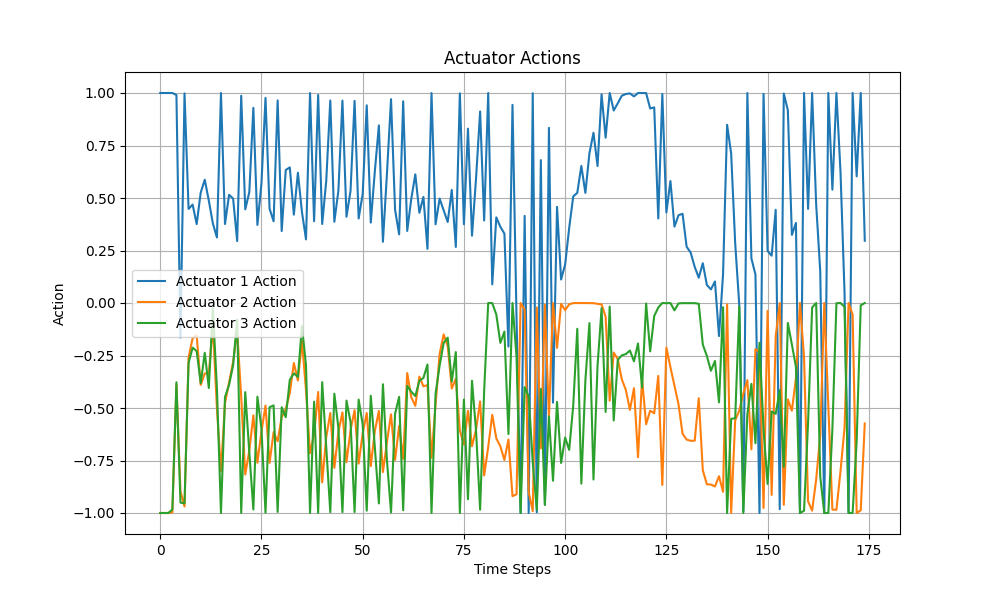 Actuator Actions
1.00
0.75
0.50
0.25
0.00
−0.25
−0.50
−0.75
−1.00
Action
Actuator 1 Action
Actuator 2 Action
Actuator 3 Action
0 25 50 75 100 125 150 175
Time Steps